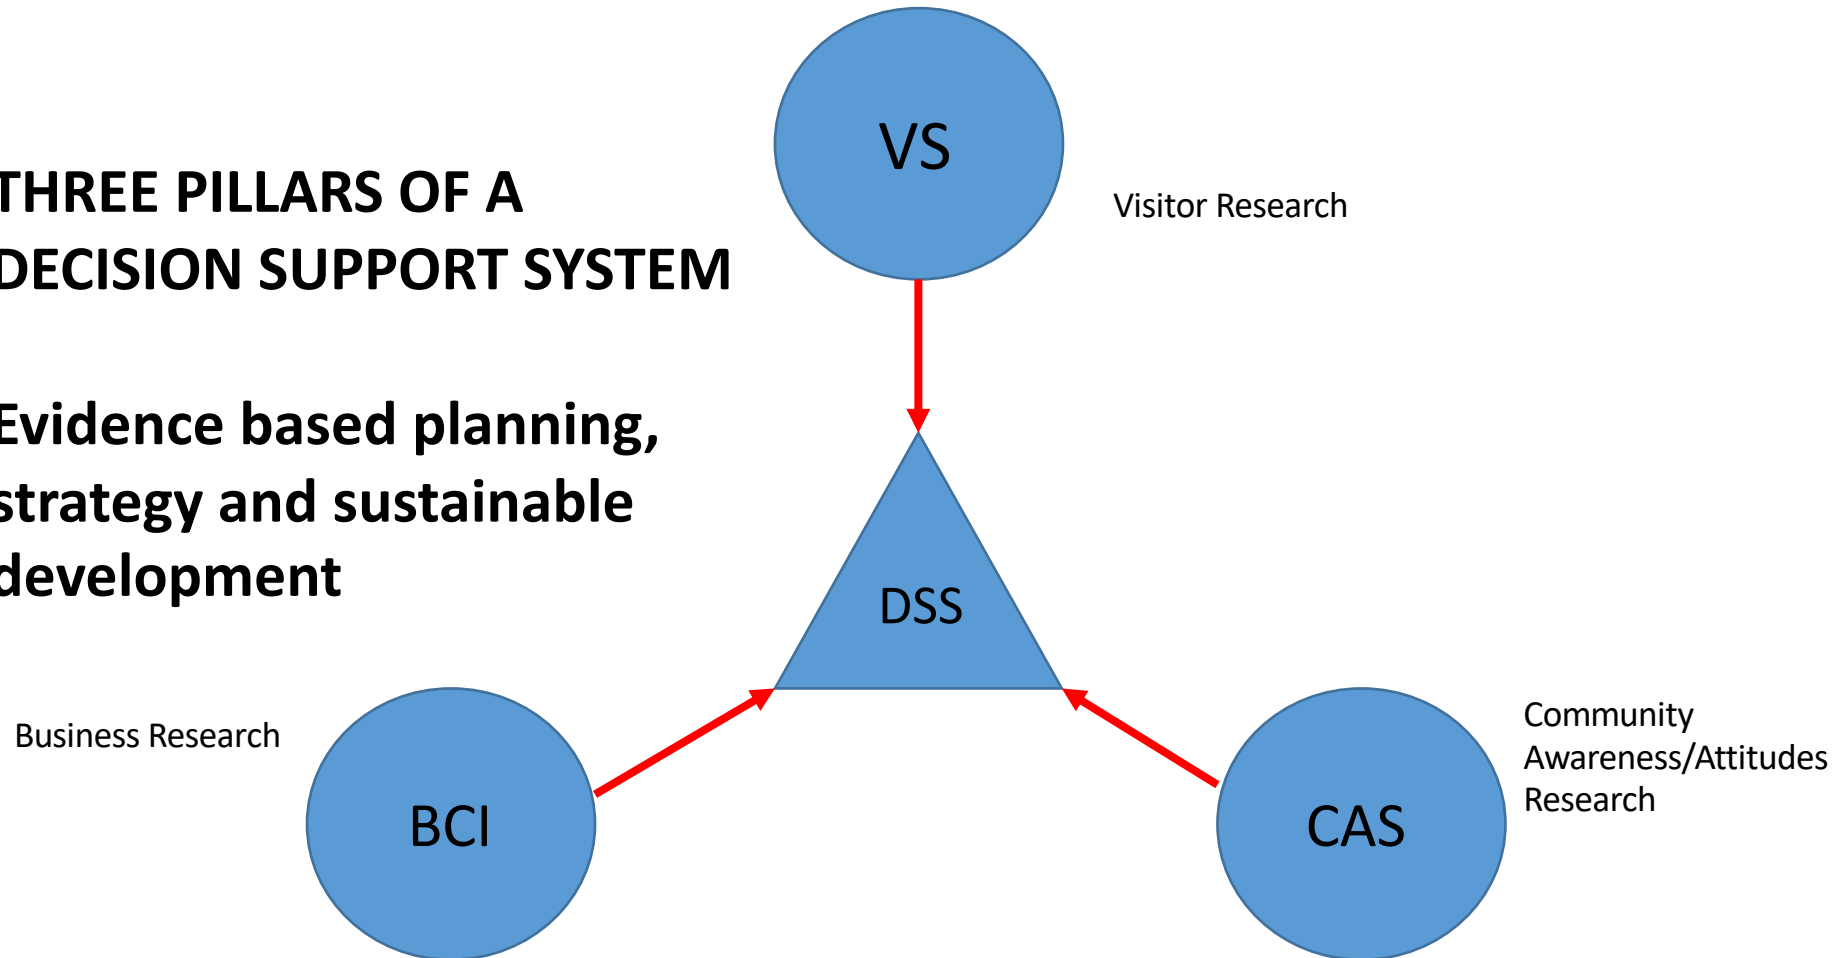 THREE PILLARS OF A
DECISION SUPPORT SYSTEM
Evidence based planning,
strategy and sustainable
development
VS
Visitor Research
DSS
Business Research
BCI
CAS
Community
Awareness/Attitudes
Research